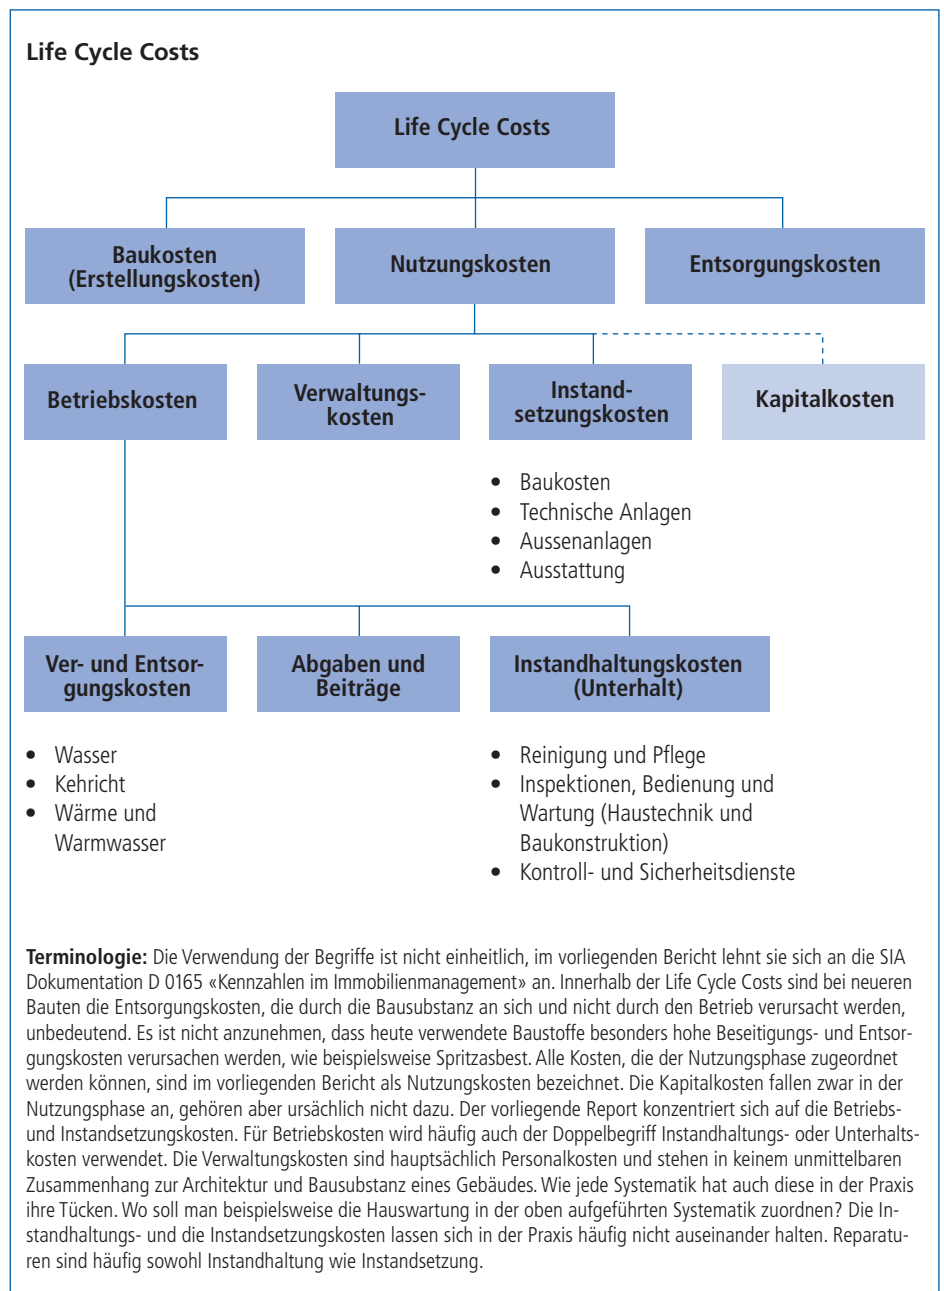 Life Cycle Costs
Life Cycle Costs
Baukosten
(Erstellungskosten)
Nutzungskosten
Entsorgungskosten
Betriebskosten
Verwaltungs-
kosten
Instand-
setzungskosten
Kapitalkosten
• Baukosten
• Technische Anlagen
• Aussenanlagen
• Ausstattung
Ver- und Entsor-
gungskosten
Abgaben und
Beiträge
Instandhaltungskosten
(Unterhalt)
• Wasser
• Kehricht
• Wärme und
Warmwasser
• Reinigung und Pflege
• Inspektionen, Bedienung und
Wartung (Haustechnik und
Baukonstruktion)
• Kontroll- und Sicherheitsdienste
Terminologie: Die Verwendung der Begriffe ist nicht einheitlich, im vorliegenden Bericht lehnt sie sich an die SIA
Dokumentation D 0165 «Kennzahlen im Immobilienmanagement» an. Innerhalb der Life Cycle Costs sind bei neueren
Bauten die Entsorgungskosten, die durch die Bausubstanz an sich und nicht durch den Betrieb verursacht werden,
unbedeutend. Es ist nicht anzunehmen, dass heute verwendete Baustoffe besonders hohe Beseitigungs- und Entsor-
gungskosten verursachen werden, wie beispielsweise Spritzasbest. Alle Kosten, die der Nutzungsphase zugeordnet
werden können, sind im vorliegenden Bericht als Nutzungskosten bezeichnet. Die Kapitalkosten fallen zwar in der
Nutzungsphase an, gehören aber ursächlich nicht dazu. Der vorliegende Report konzentriert sich auf die Betriebs-
und Instandsetzungskosten. Für Betriebskosten wird häufig auch der Doppelbegriff Instandhaltungs- oder Unterhalts-
kosten verwendet. Die Verwaltungskosten sind hauptsächlich Personalkosten und stehen in keinem unmittelbaren
Zusammenhang zur Architektur und Bausubstanz eines Gebäudes. Wie jede Systematik hat auch diese in der Praxis
ihre Tücken. Wo soll man beispielsweise die Hauswartung in der oben aufgeführten Systematik zuordnen? Die In-
standhaltungs- und die Instandsetzungskosten lassen sich in der Praxis häufig nicht auseinander halten. Reparatu-
ren sind häufig sowohl Instandhaltung wie Instandsetzung.